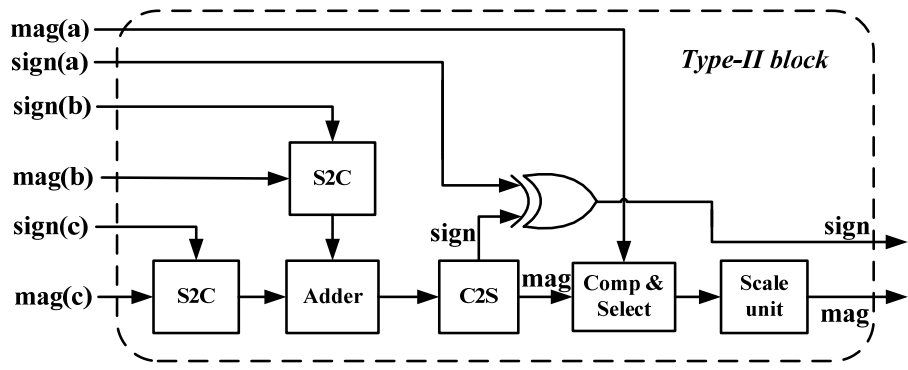 mag(a)
sign(a)
Type-II block
sign(b)
mag(b)
S2C
sign(c)
sign
sign
mag(c)
S2C
Adder
C2S
mag
Comp &
Select
Scale
unit
mag